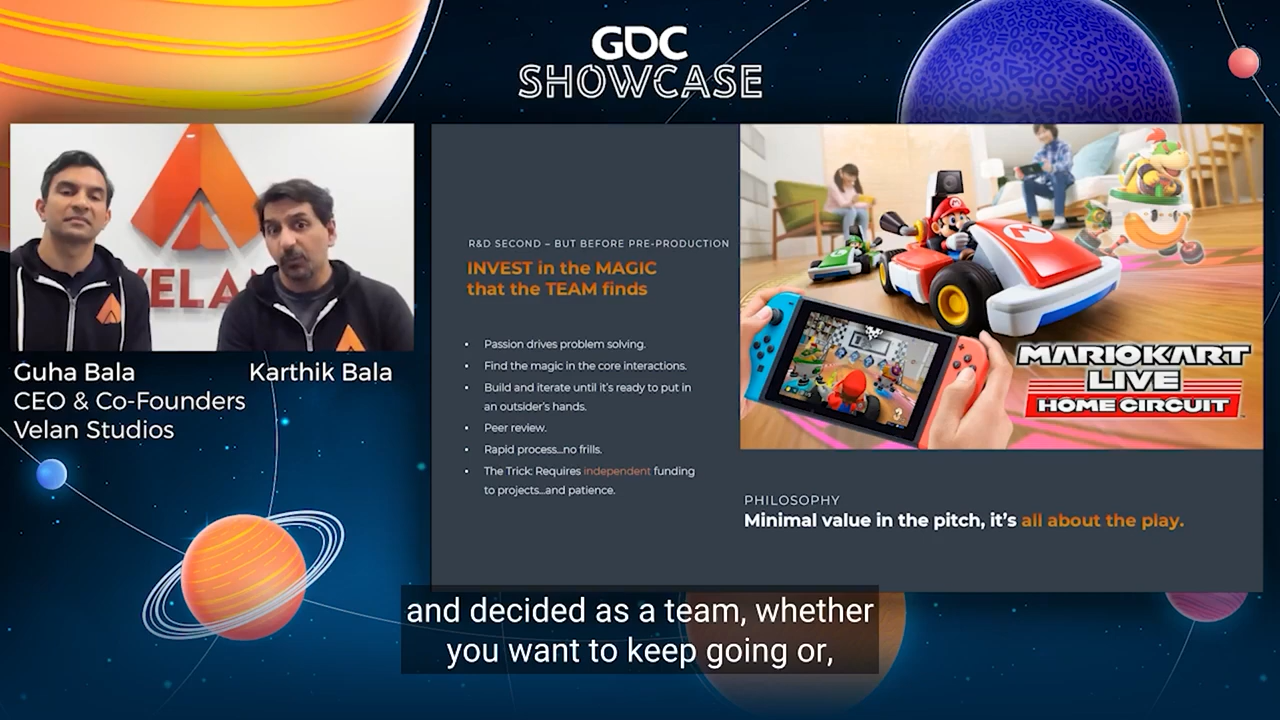 GDC
SHOWCASE
VELAN
Guha Bala
Karthik Bala
CEO & Co-Founders
Velan Studios
R&D SECOND – BUT BEFORE PRE-PRODUCTION
INVEST in the MAGIC
that the TEAM finds
▪ Passion drives problem solving.
▪ Find the magic in the core interactions.
▪ Build and iterate until it's ready to put in
an outsider's hands.
▪ Peer review.
▪ Rapid process...no frills.
▪ The Trick: Requires independent funding
to projects...and patience.
M
MARIOKART
LIVE
HOME CIRCUIT
PHILOSOPHY
Minimal value in the pitch, it's all about the play.
and decided as a team, whether
you want to keep going or,